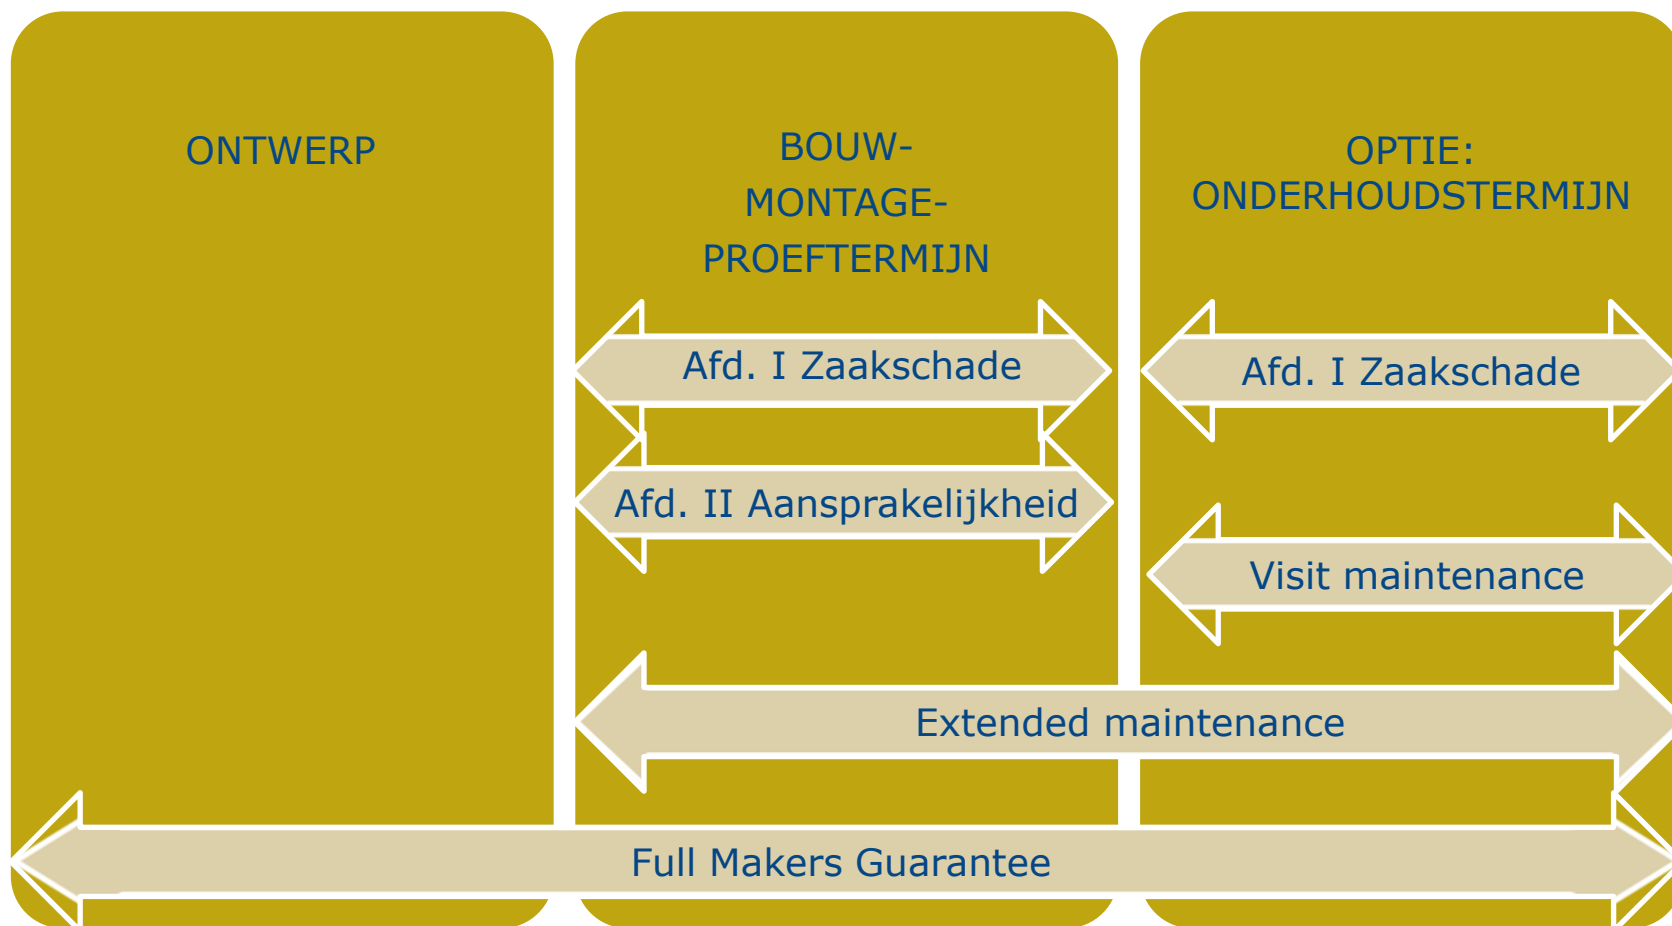 ONTWERP
BOUW-
MONTAGE-
PROEFTERMIJN
OPTIE:
ONDERHOUDSTERMIJN
Afd. I Zaakschade
Afd. I Zaakschade
Afd. II Aansprakelijkheid
Visit maintenance
Extended maintenance
Full Makers Guarantee